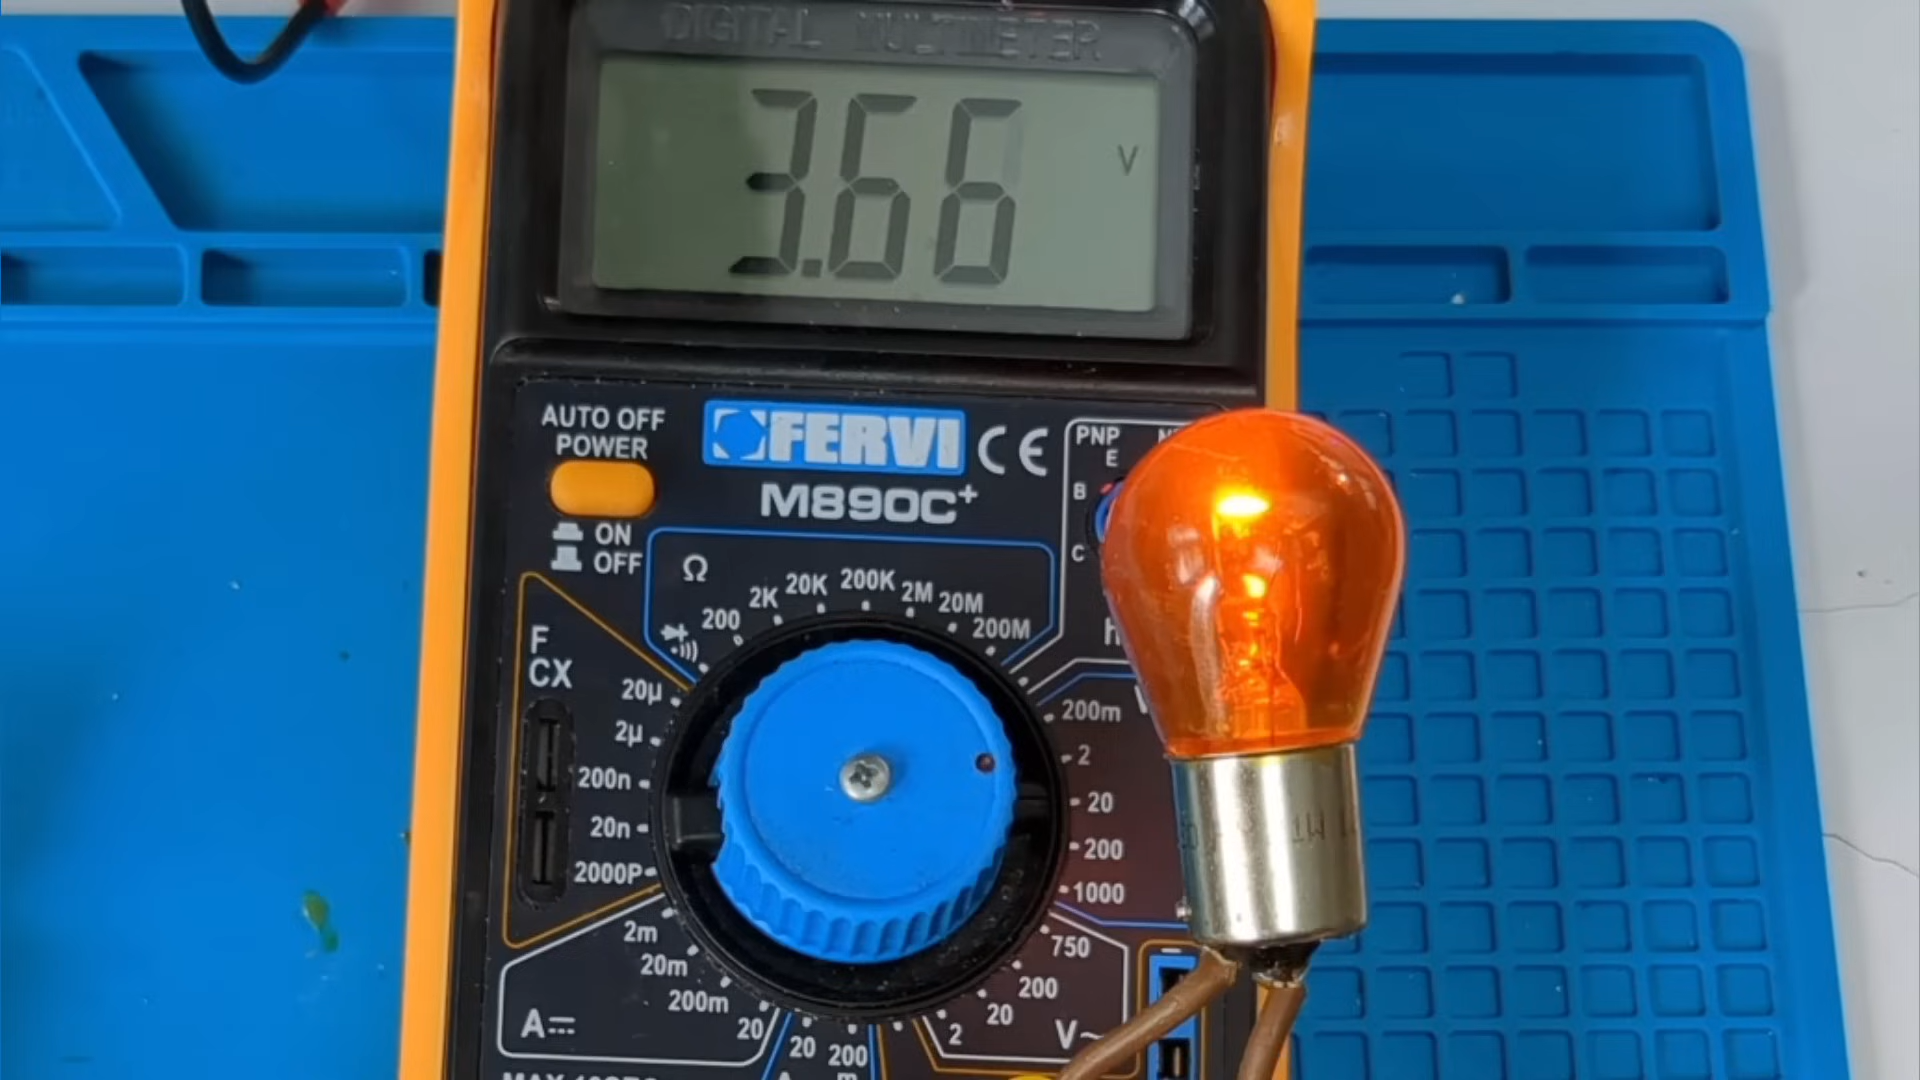 DIGITAL MULTIMETER
3.66 V
AUTO OFF
POWER
FERVI CE
M890C+
ON
OFF
PNP
E
B
C
Ω
200 2K 20K 200K 2M 20M 200M
F
CX
20µ
2µ
200n
20n
2000P
200m
2
20
200
1000
2m
20m
200m
20
A
20
200
750
200
20
2
V~